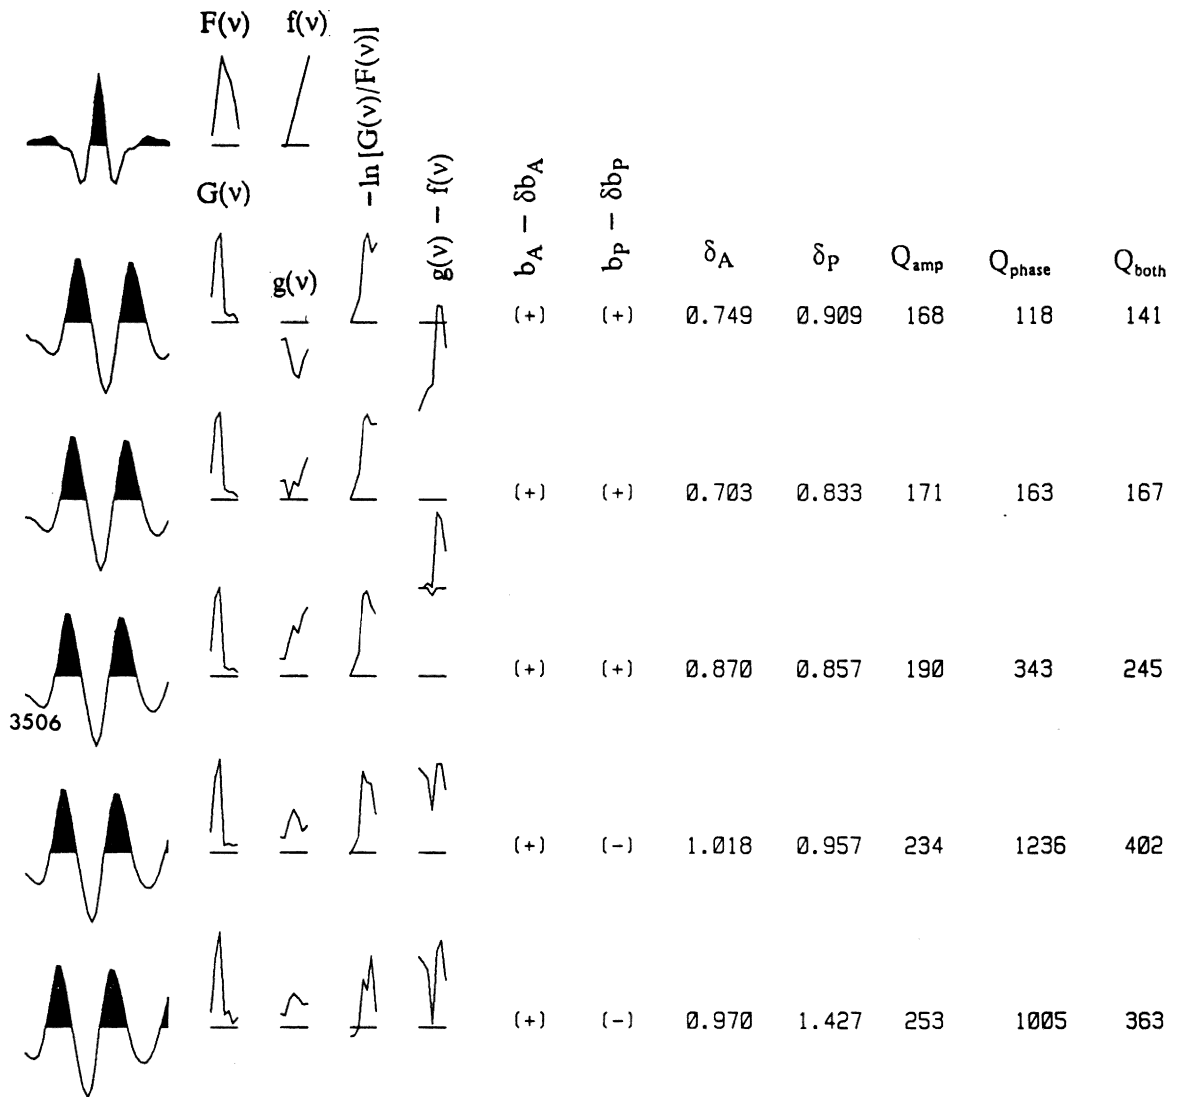 F(ν) f(ν)
−ln [G(ν)/F(ν)]
G(ν)
g(ν)
g(ν) − f(ν)
b_A − δb_A
b_P − δb_P
δ_A δ_P Q_amp Q_phase Q_both
(+) (+) 0.749 0.909 168 118 141
(+) (+) 0.703 0.833 171 163 167
(+) (+) 0.870 0.857 190 343 245
3506
(+) (-) 1.018 0.957 234 1236 402
(+) (-) 0.970 1.427 253 1005 363